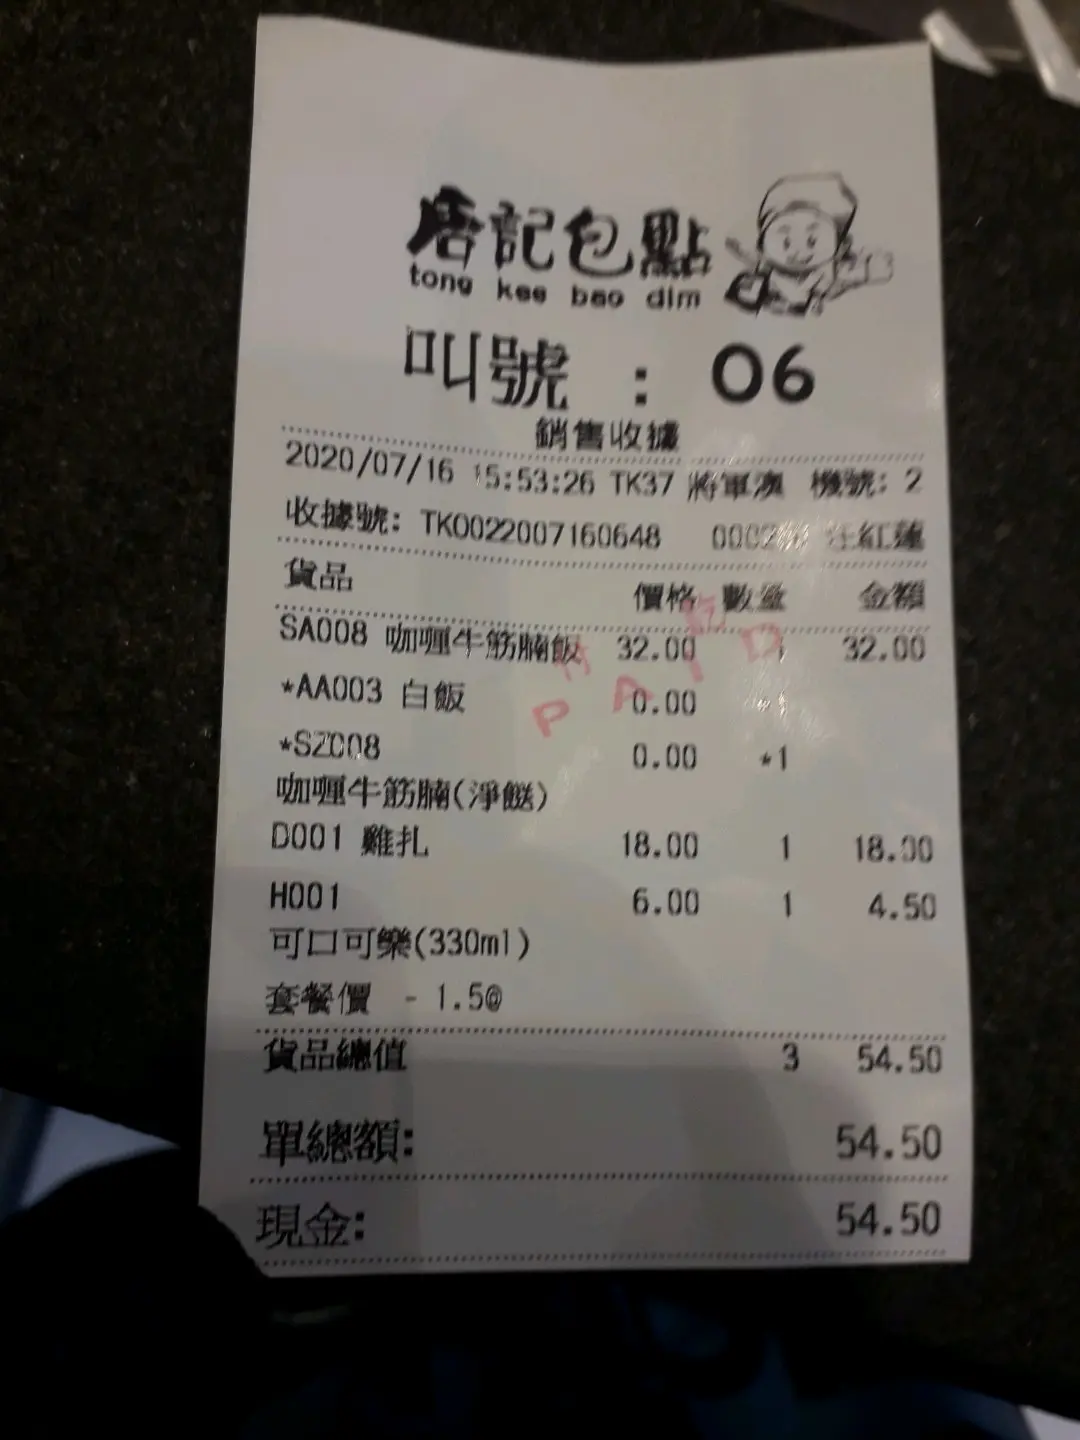 唐記包點
tong kee bao dim
叫號 : 06
銷售收據
2020/07/16 15:53:26 TK37 將軍澳 機號: 2
收據號: TK0022007160648 紅蓮
貨品 價格 數量 金額
SA008 咖喱牛筋腩飯 32.00 1 32.00
付訖
PAID
*AA003 白飯 0.00 *1
*SZ008 0.00 *1
咖喱牛筋腩(淨餸)
D001 雞扎 18.00 1 18.00
H001 6.00 1 4.50
可口可樂(330ml)
套餐價 - 1.5@
貨品總值 3 54.50
單總額: 54.50
現金: 54.50